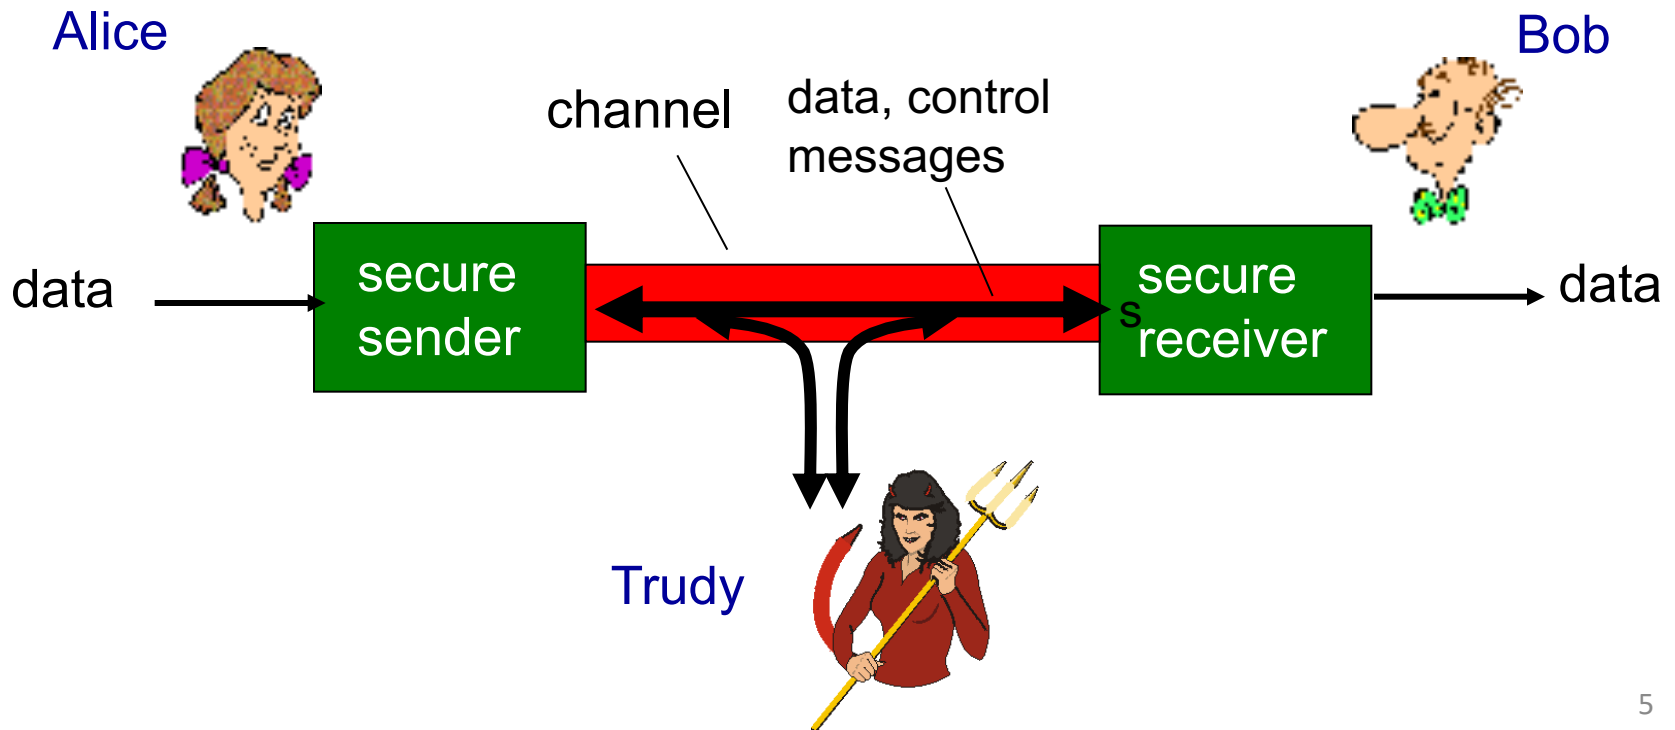 Alice
Bob
channel
data, control
messages
data
secure
sender
s
secure
receiver
data
Trudy
5